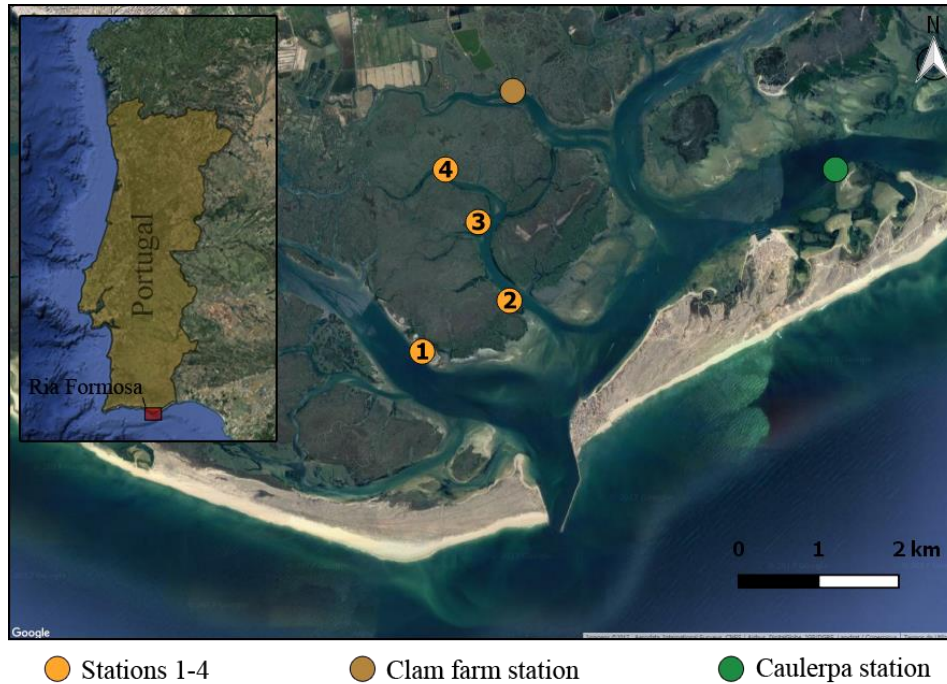 N
Portugal
Ria Formosa
4
3
2
1
0 1 2 km
Google
Stations 1-4
Clam farm station
Caulerpa station